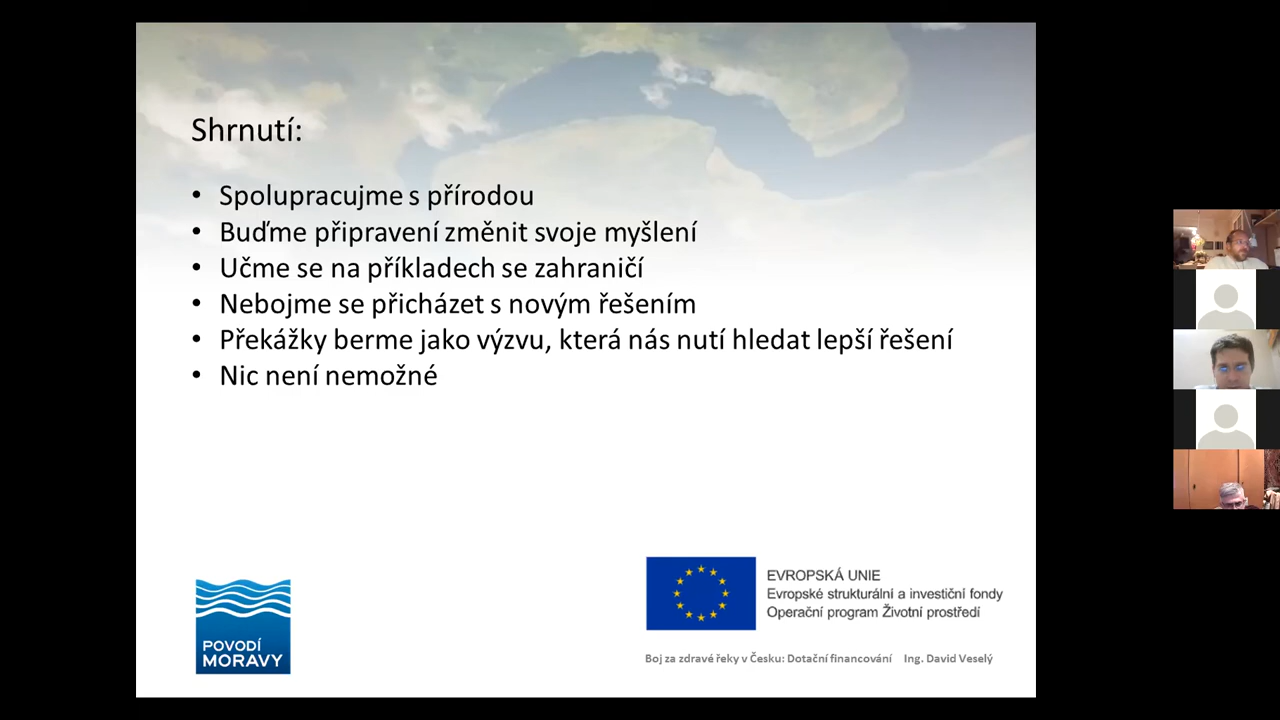 Shrnutí:
• Spolupracujme s přírodou
• Buďme připravení změnit svoje myšlení
• Učme se na příkladech se zahraničí
• Nebojme se přicházet s novým řešením
• Překážky berme jako výzvu, která nás nutí hledat lepší řešení
• Nic není nemožné
POVODÍ
MORAVY
EVROPSKÁ UNIE
Evropské strukturální a investiční fondy
Operační program Životní prostředí
Boj za zdravé řeky v Česku: Dotační financování Ing. David Veselý